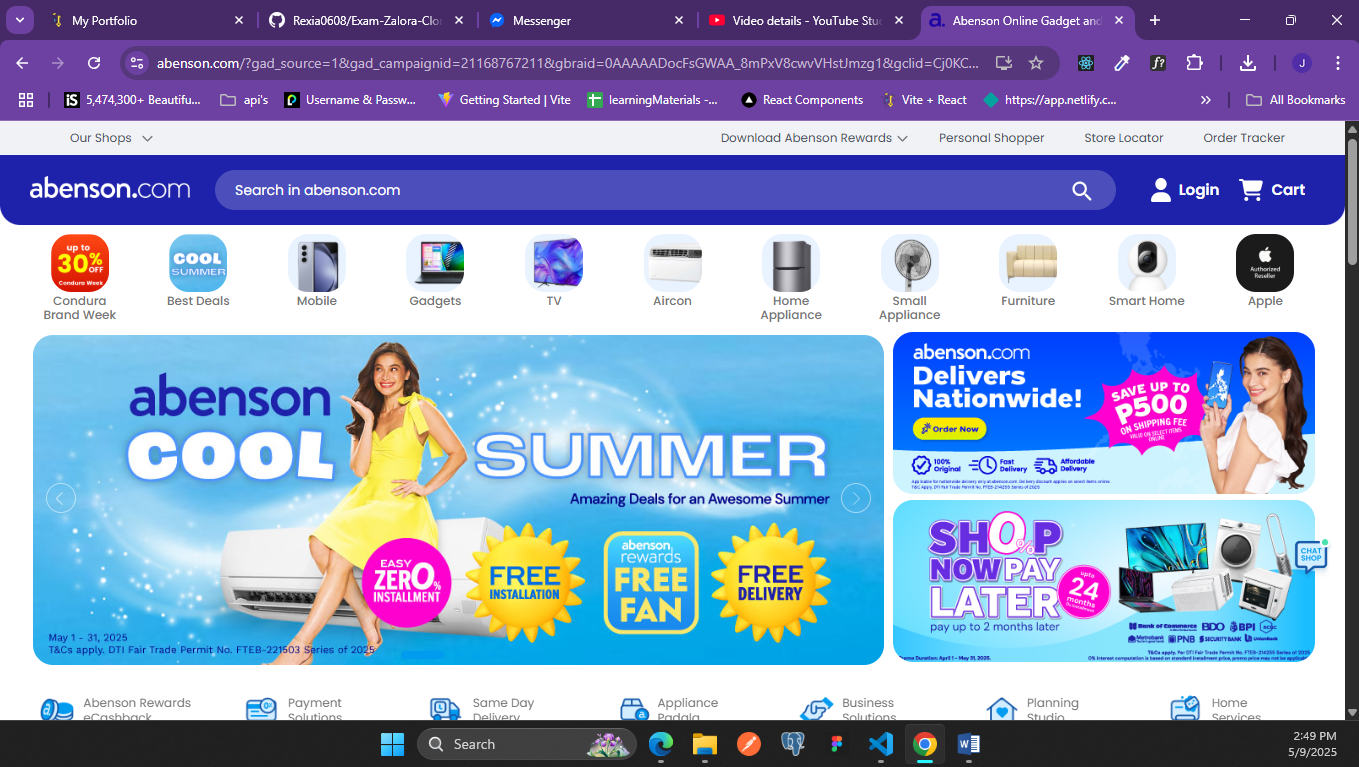 My Portfolio
Rexia0608/Exam-Zalora-Clo
Messenger
Video details - YouTube Stu
Abenson Online Gadget and
abenson.com/?gad_source=1&gad_campaignid=21168767211&gbraid=0AAAAADocFsGWAA_8mPxV8cwvVHstJmzg1&gclid=Cj0KC...
J
5,474,300+ Beautifu...
api's
Username & Passw...
Getting Started | Vite
learningMaterials -...
React Components
Vite + React
https://app.netlify.c...
All Bookmarks
Our Shops
Download Abenson Rewards
Personal Shopper
Store Locator
Order Tracker
abenson.com
Search in abenson.com
Login
Cart
up to
30% OFF
Condura Week
COOL
SUMMER
Authorized
Reseller
Condura
Brand Week
Best Deals
Mobile
Gadgets
TV
Aircon
Home
Appliance
Small
Appliance
Furniture
Smart Home
Apple
abenson
COOL SUMMER
Amazing Deals for an Awesome Summer
EASY
ZERO%
INSTALLMENT
FREE
INSTALLATION
abenson
rewards
FREE
FAN
FREE
DELIVERY
May 1 - 31, 2025
T&Cs apply. DTI Fair Trade Permit No. FTEB-221503 Series of 2025
abenson.com
Delivers
Nationwide!
Order Now
SAVE UP TO
P500
ON SHIPPING FEE
VALID ON SELECT ITEMS
ONLINE
100%
Original
Fast
Delivery
Affordable
Delivery
SHOP
NOW PAY
LATER
pay up to 2 months later
upto
24
months
Bank of Commerce BDO BPI
Metrobank PNB SECURITY BANK UnionBank
CHAT
SHOP
Abenson Rewards
eCashback
Payment
Solutions
Same Day
Delivery
Appliance
Padala
Business
Solutions
Planning
Studio
Home
Services
Search
2:49 PM
5/9/2025